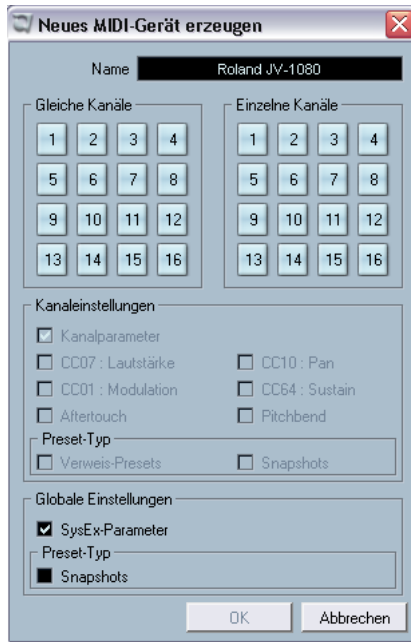 Neues MIDI-Gerät erzeugen
Name Roland JV-1080
Gleiche Kanäle
1 2 3 4
5 6 7 8
9 10 11 12
13 14 15 16
Einzelne Kanäle
1 2 3 4
5 6 7 8
9 10 11 12
13 14 15 16
Kanaleinstellungen
Kanalparameter
CC07 : Lautstärke CC10 : Pan
CC01 : Modulation CC64 : Sustain
Aftertouch Pitchbend
Preset-Typ
Verweis-Presets Snapshots
Globale Einstellungen
SysEx-Parameter
Preset-Typ
Snapshots
OK Abbrechen